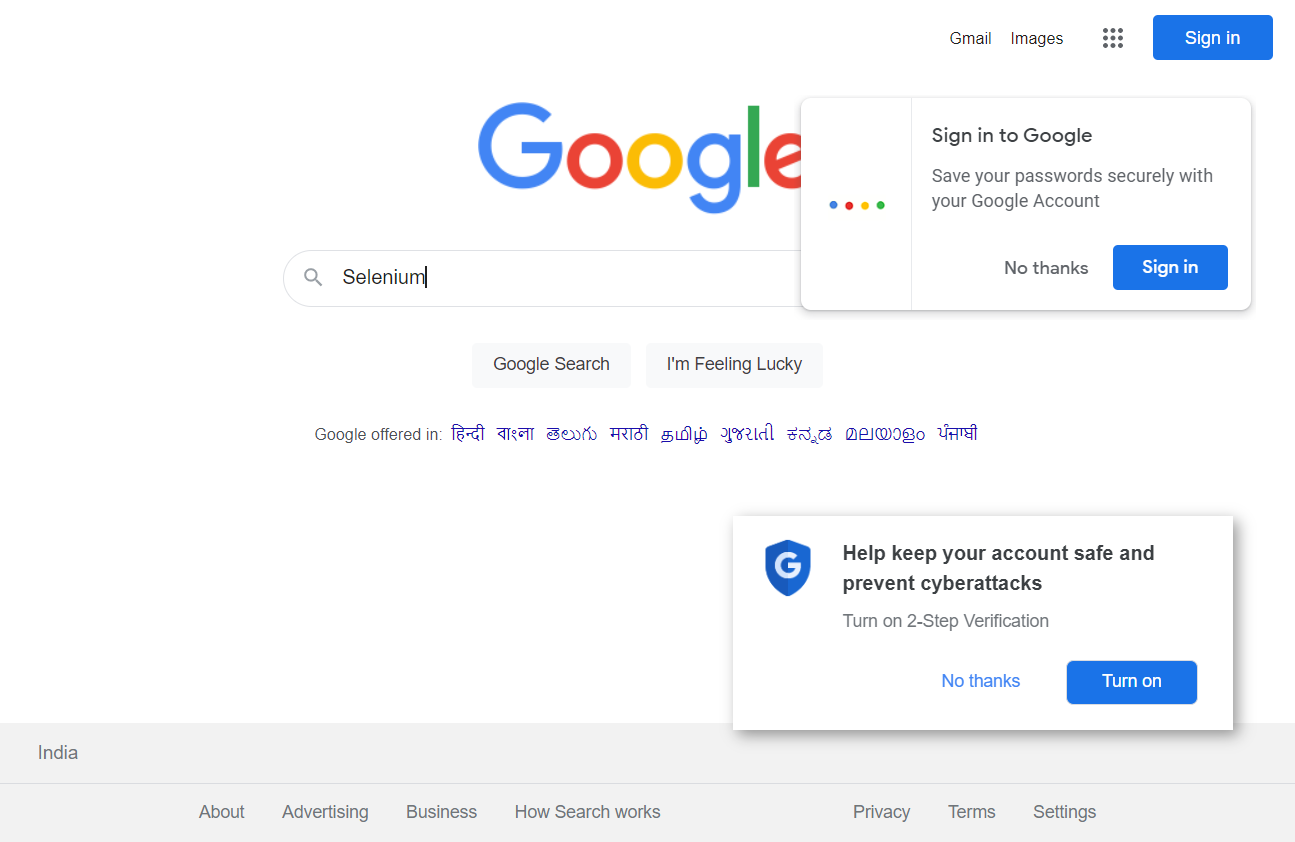 Gmail Images Sign in
Google
Sign in to Google
Save your passwords securely with
your Google Account
No thanks Sign in
Selenium
Google Search I'm Feeling Lucky
Google offered in: हिन्दी বাংলা తెలుగు मराठी தமிழ் ગુજરાતી ಕನ್ನಡ മലയാളം ਪੰਜਾਬੀ
G
Help keep your account safe and
prevent cyberattacks
Turn on 2-Step Verification
No thanks Turn on
India
About Advertising Business How Search works Privacy Terms Settings